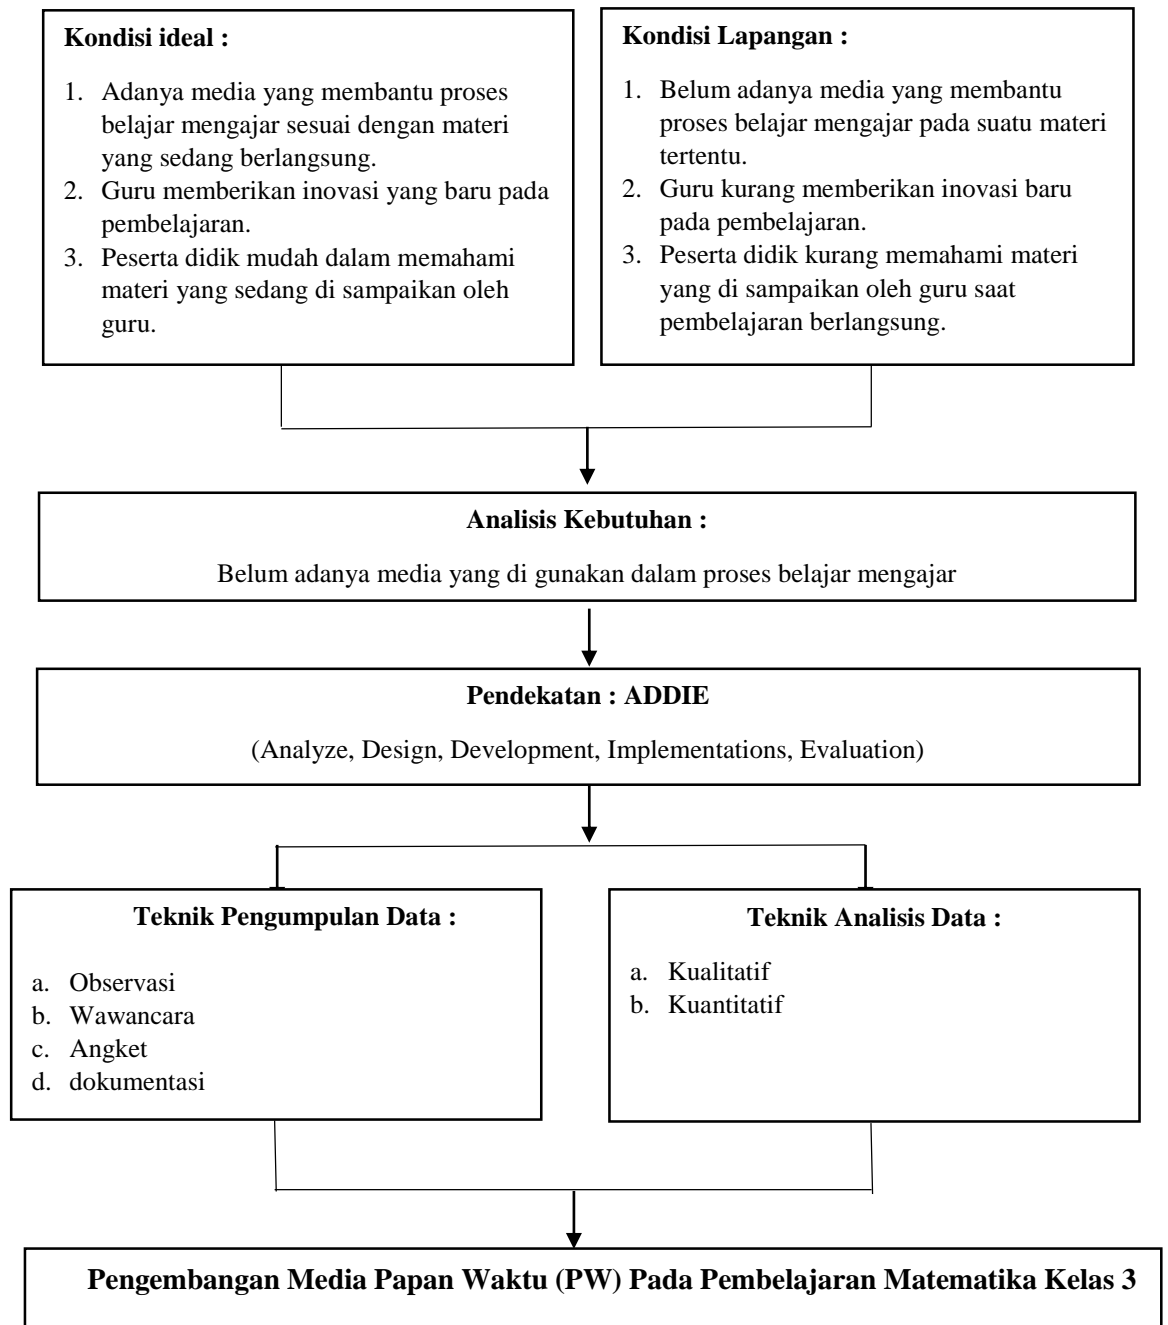 Kondisi ideal :
1. Adanya media yang membantu proses
belajar mengajar sesuai dengan materi
yang sedang berlangsung.
2. Guru memberikan inovasi yang baru pada
pembelajaran.
3. Peserta didik mudah dalam memahami
materi yang sedang di sampaikan oleh
guru.
Kondisi Lapangan :
1. Belum adanya media yang membantu
proses belajar mengajar pada suatu materi
tertentu.
2. Guru kurang memberikan inovasi baru
pada pembelajaran.
3. Peserta didik kurang memahami materi
yang di sampaikan oleh guru saat
pembelajaran berlangsung.
Analisis Kebutuhan :
Belum adanya media yang di gunakan dalam proses belajar mengajar
Pendekatan : ADDIE
(Analyze, Design, Development, Implementations, Evaluation)
Teknik Pengumpulan Data :
a. Observasi
b. Wawancara
c. Angket
d. dokumentasi
Teknik Analisis Data :
a. Kualitatif
b. Kuantitatif
Pengembangan Media Papan Waktu (PW) Pada Pembelajaran Matematika Kelas 3